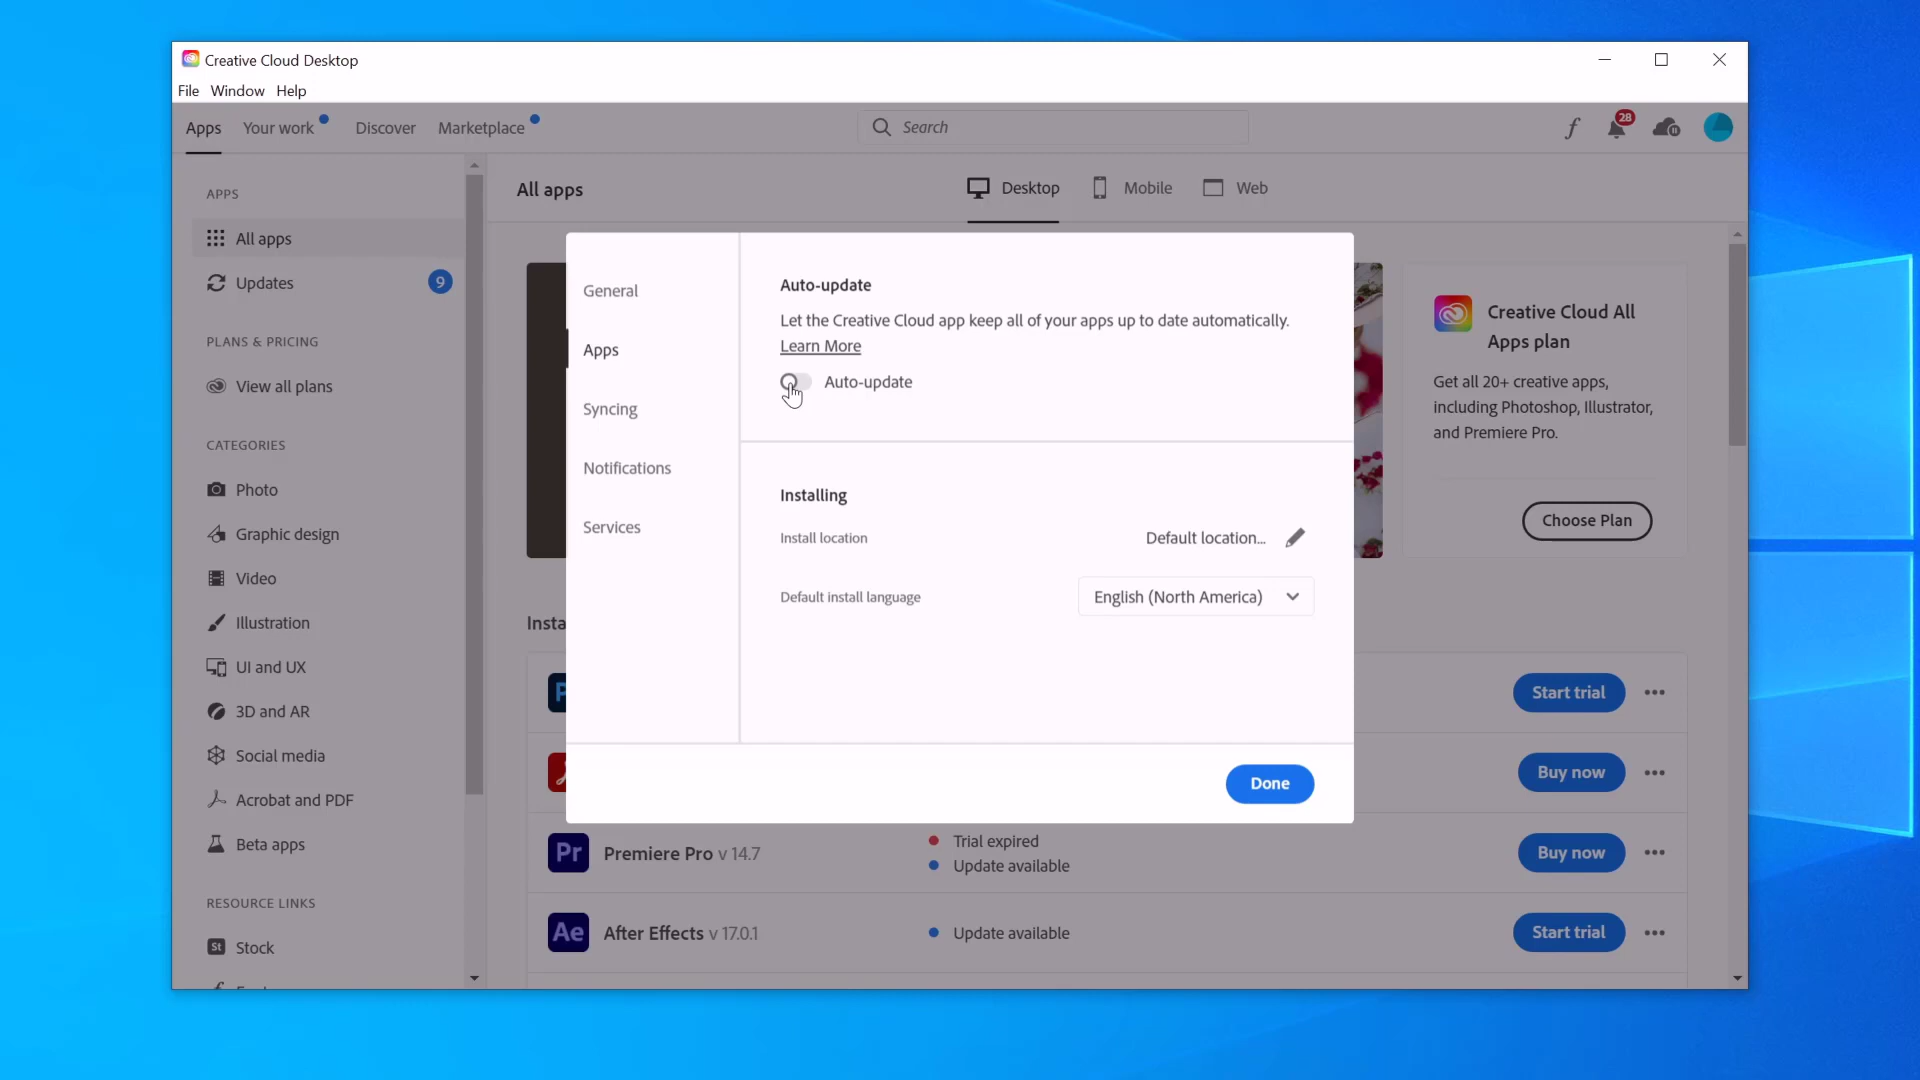 Creative Cloud Desktop
File Window Help
Apps Your work Discover Marketplace Search 28
APPS
All apps
Updates 9
PLANS & PRICING
View all plans
CATEGORIES
Photo
Graphic design
Video
Illustration
UI and UX
3D and AR
Social media
Acrobat and PDF
Beta apps
RESOURCE LINKS
St Stock
All apps Desktop Mobile Web
General
Apps
Syncing
Notifications
Services
Auto-update
Let the Creative Cloud app keep all of your apps up to date automatically.
Learn More
Auto-update
Installing
Install location Default location...
Default install language English (North America)
Done
Creative Cloud All
Apps plan
Get all 20+ creative apps,
including Photoshop, Illustrator,
and Premiere Pro.
Choose Plan
Start trial
Buy now
Pr Premiere Pro v 14.7 Trial expired
Update available
Buy now
Ae After Effects v 17.0.1 Update available Start trial